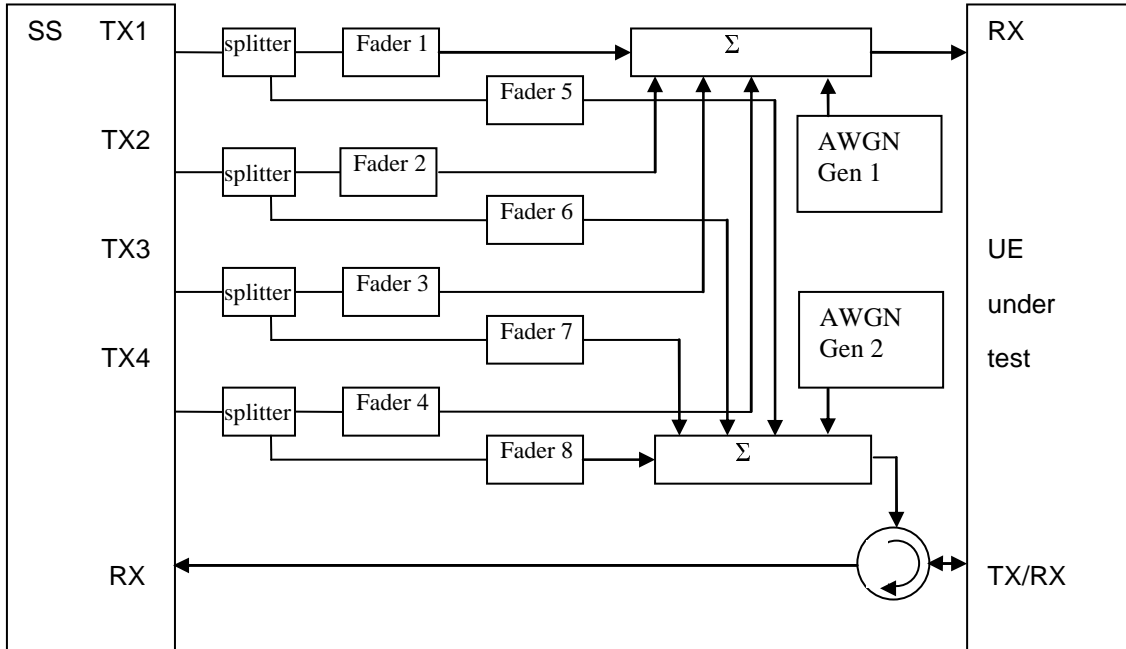 SS TX1
splitter
Fader 1
Σ
RX
Fader 5
TX2
AWGN
Gen 1
splitter
Fader 2
Fader 6
TX3
UE
splitter
Fader 3
AWGN
Gen 2
under
Fader 7
TX4
test
splitter
Fader 4
Fader 8
Σ
RX
TX/RX